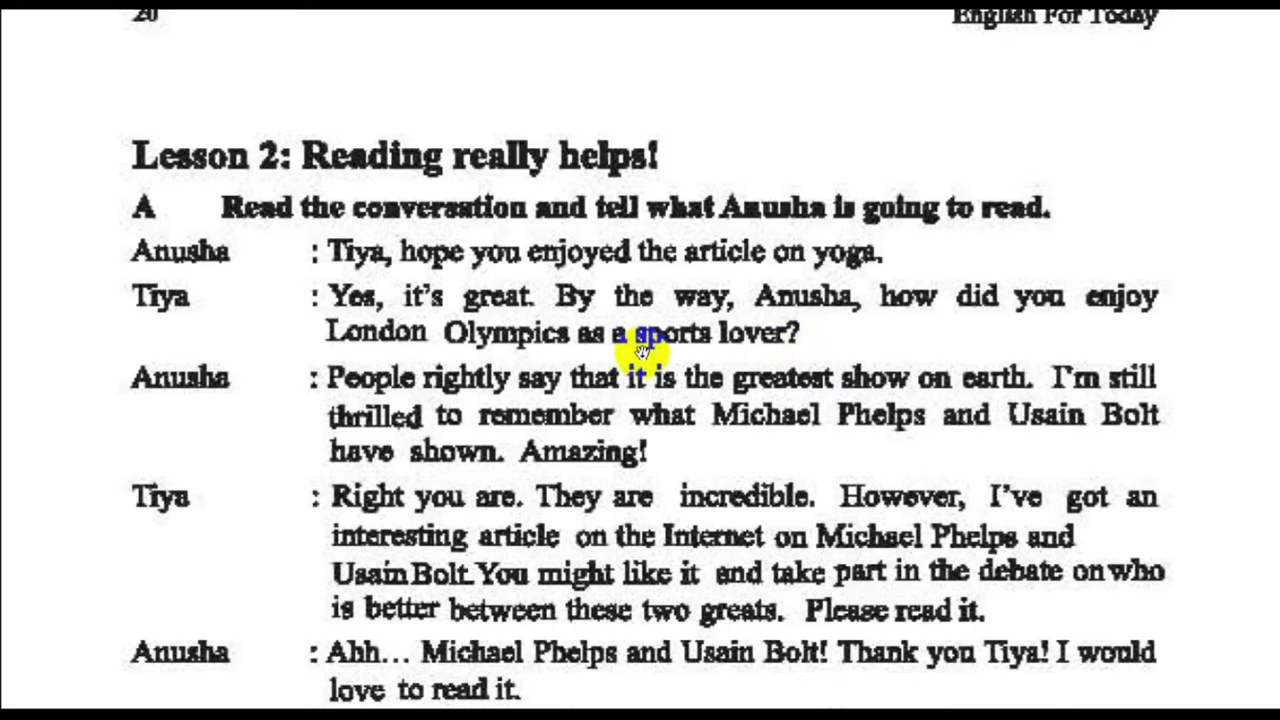 20 English For Today
Lesson 2: Reading really helps!
A Read the conversation and tell what Anusha is going to read.
Anusha : Tiya, hope you enjoyed the article on yoga.
Tiya : Yes, it's great. By the way, Anusha, how did you enjoy
London Olympics as a sports lover?
Anusha : People rightly say that it is the greatest show on earth. I'm still
thrilled to remember what Michael Phelps and Usain Bolt
have shown. Amazing!
Tiya : Right you are. They are incredible. However, I've got an
interesting article on the Internet on Michael Phelps and
Usain Bolt. You might like it and take part in the debate on who
is better between these two greats. Please read it.
Anusha : Ahh... Michael Phelps and Usain Bolt! Thank you Tiya! I would
love to read it.